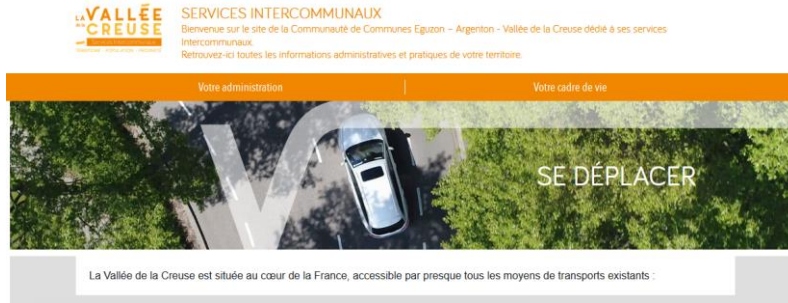 LA VALLÉE
DE LA CREUSE
SERVICES INTERCOMMUNAUX
Bienvenue sur le site de la Communauté de Communes Eguzon – Argenton - Vallée de la Creuse dédié à ses services
Intercommunaux.
Retrouvez-ici toutes les informations administratives et pratiques de votre territoire.
Votre administration
Votre cadre de vie
SE DÉPLACER
La Vallée de la Creuse est située au cœur de la France, accessible par presque tous les moyens de transports existants :